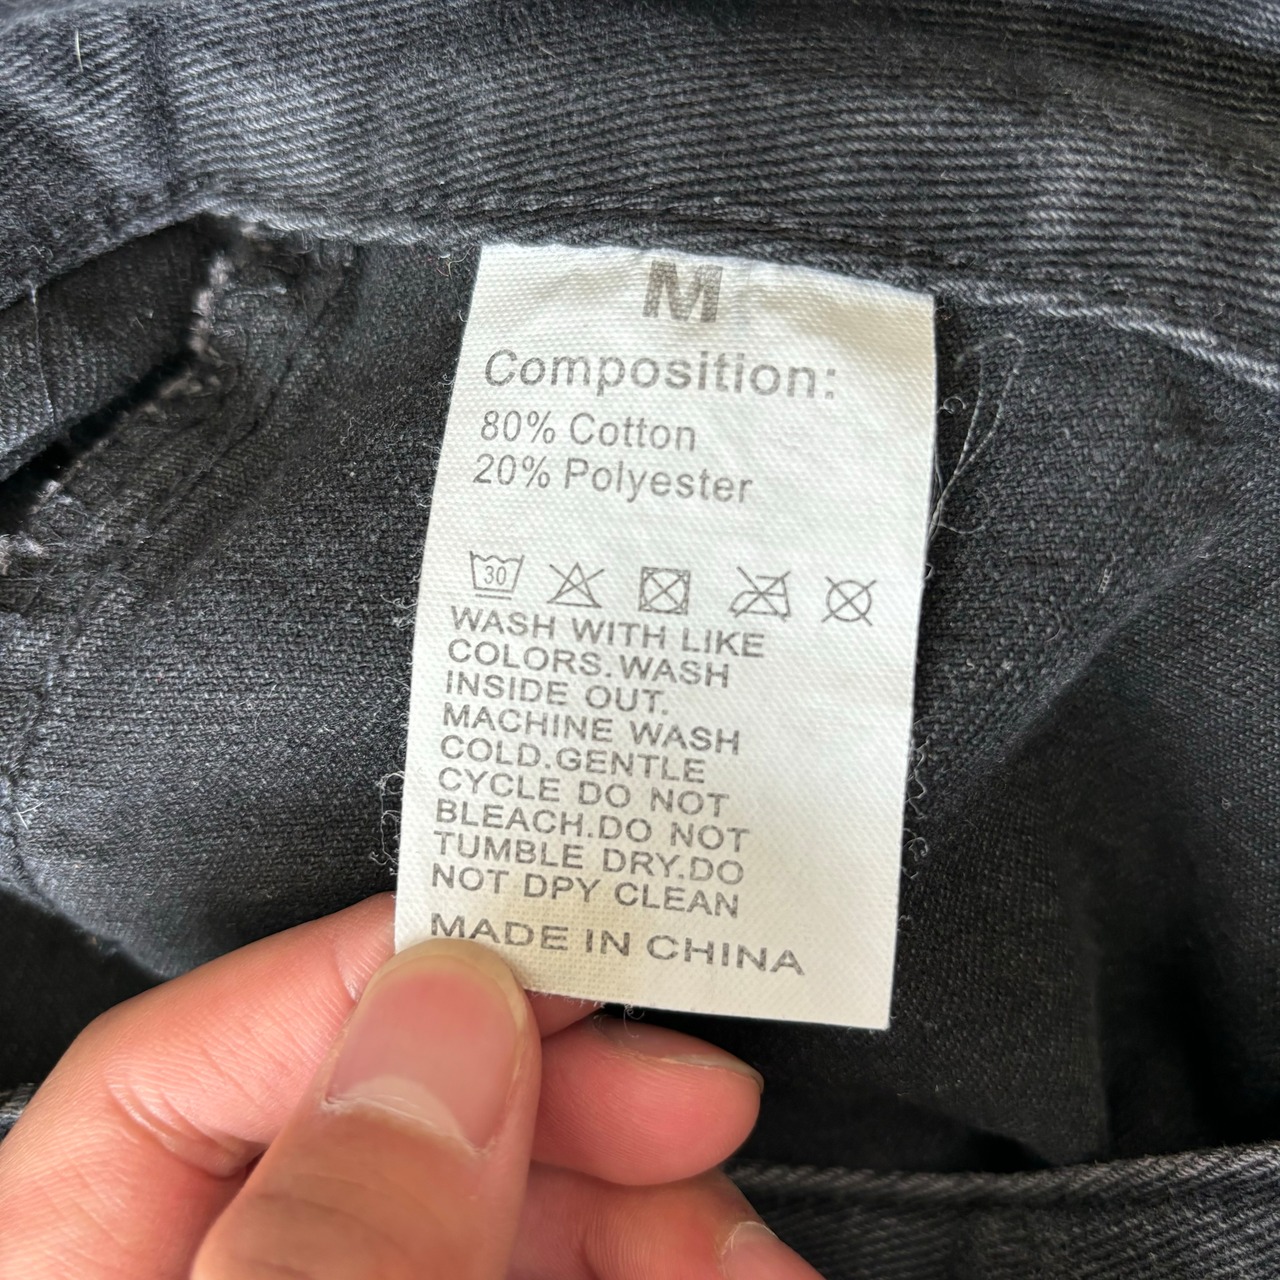 M
Composition:
80% Cotton
20% Polyester
30
WASH WITH LIKE
COLORS.WASH
INSIDE OUT.
MACHINE WASH
COLD.GENTLE
CYCLE DO NOT
BLEACH.DO NOT
TUMBLE DRY.DO
NOT DPY CLEAN
MADE IN CHINA